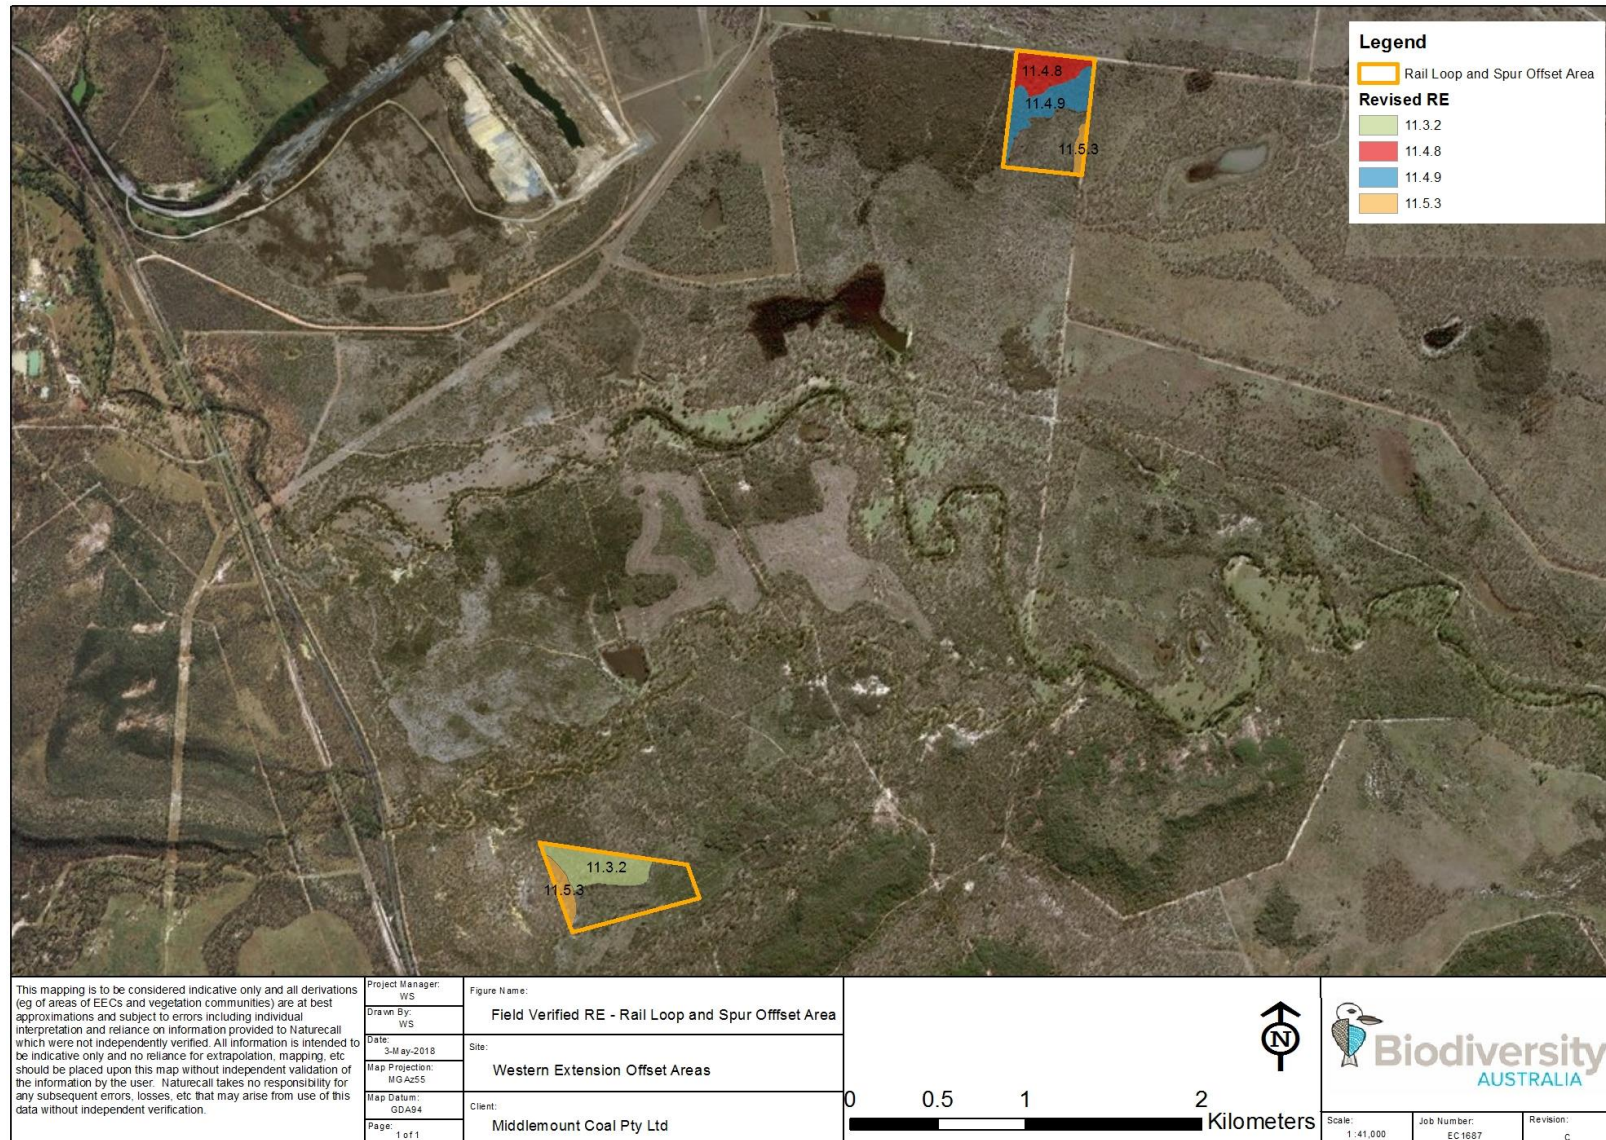 Legend
Rail Loop and Spur Offset Area
Revised RE
11.3.2
11.4.8
11.4.9
11.5.3
11.4.8
11.4.9
11.5.3
11.3.2
11.5.3
This mapping is to be considered indicative only and all derivations
(eg of areas of EECs and vegetation communities) are at best
approximations and subject to errors including individual
interpretation and reliance on information provided to Naturecall
which were not independently verified. All information is intended to
be indicative only and no reliance for extrapolation, mapping, etc
should be placed upon this map without independent validation of
the information by the user. Naturecall takes no responsibility for
any subsequent errors, losses, etc that may arise from use of this
data without independent verification.
Project Manager:
WS
Drawn By:
WS
Date:
3-May-2018
Map Projection:
MGAz55
Map Datum:
GDA94
Page:
1 of 1
Figure Name:
Field Verified RE - Rail Loop and Spur Offfset Area
Site:
Western Extension Offset Areas
Client:
Middlemount Coal Pty Ltd
N
0 0.5 1 2
Kilometers
Biodiversity
AUSTRALIA
Scale:
1:41,000
Job Number:
EC1687
Revision:
C